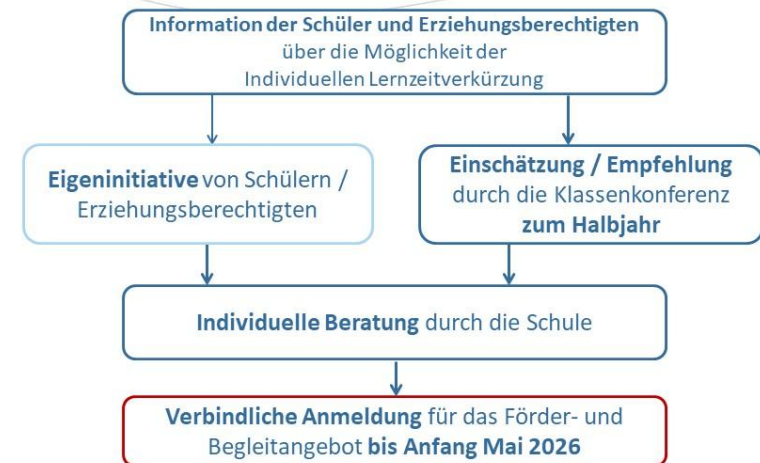 Information der Schüler und Erziehungsberechtigten
über die Möglichkeit der
Individuellen Lernzeitverkürzung
Eigeninitiative von Schülern /
Erziehungsberechtigten
Einschätzung / Empfehlung
durch die Klassenkonferenz
zum Halbjahr
Individuelle Beratung durch die Schule
Verbindliche Anmeldung für das Förder- und
Begleitangebot bis Anfang Mai 2026